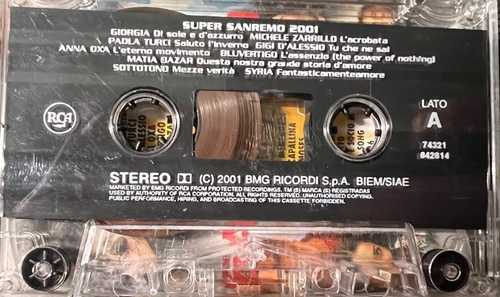 SUPER SANREMO 2001
GIORGIA Di sole e d'azzurro MICHELE ZARRILLO L'acrobata
PAOLA TURCI Saluto l'inverno GIGI D'ALESSIO Tu che ne sai
ANNA OXA L'eterno movimento BLUVERTIGO L'assenzio (the power of nothing)
MATIA BAZAR Questa nostra grande storia d'amore
SOTTOTONO Mezze verità SYRIA Fantasticamenteamore
RCA
LATO
A
74321
842814
STEREO (C) 2001 BMG RICORDI S.p.A. BIEM/SIAE
MARKETED BY BMG RICORDI FROM PROTECTED RECORDINGS. TM (S) MARCA (S) REGISTRADAS
USED BY AUTHORITY OF RCA CORPORATION. ALL RIGHTS RESERVED. UNAUTHORISED COPYING,
PUBLIC PERFORMANCE, HIRING, AND BROADCASTING OF THIS CASSETTE FORBIDDEN.